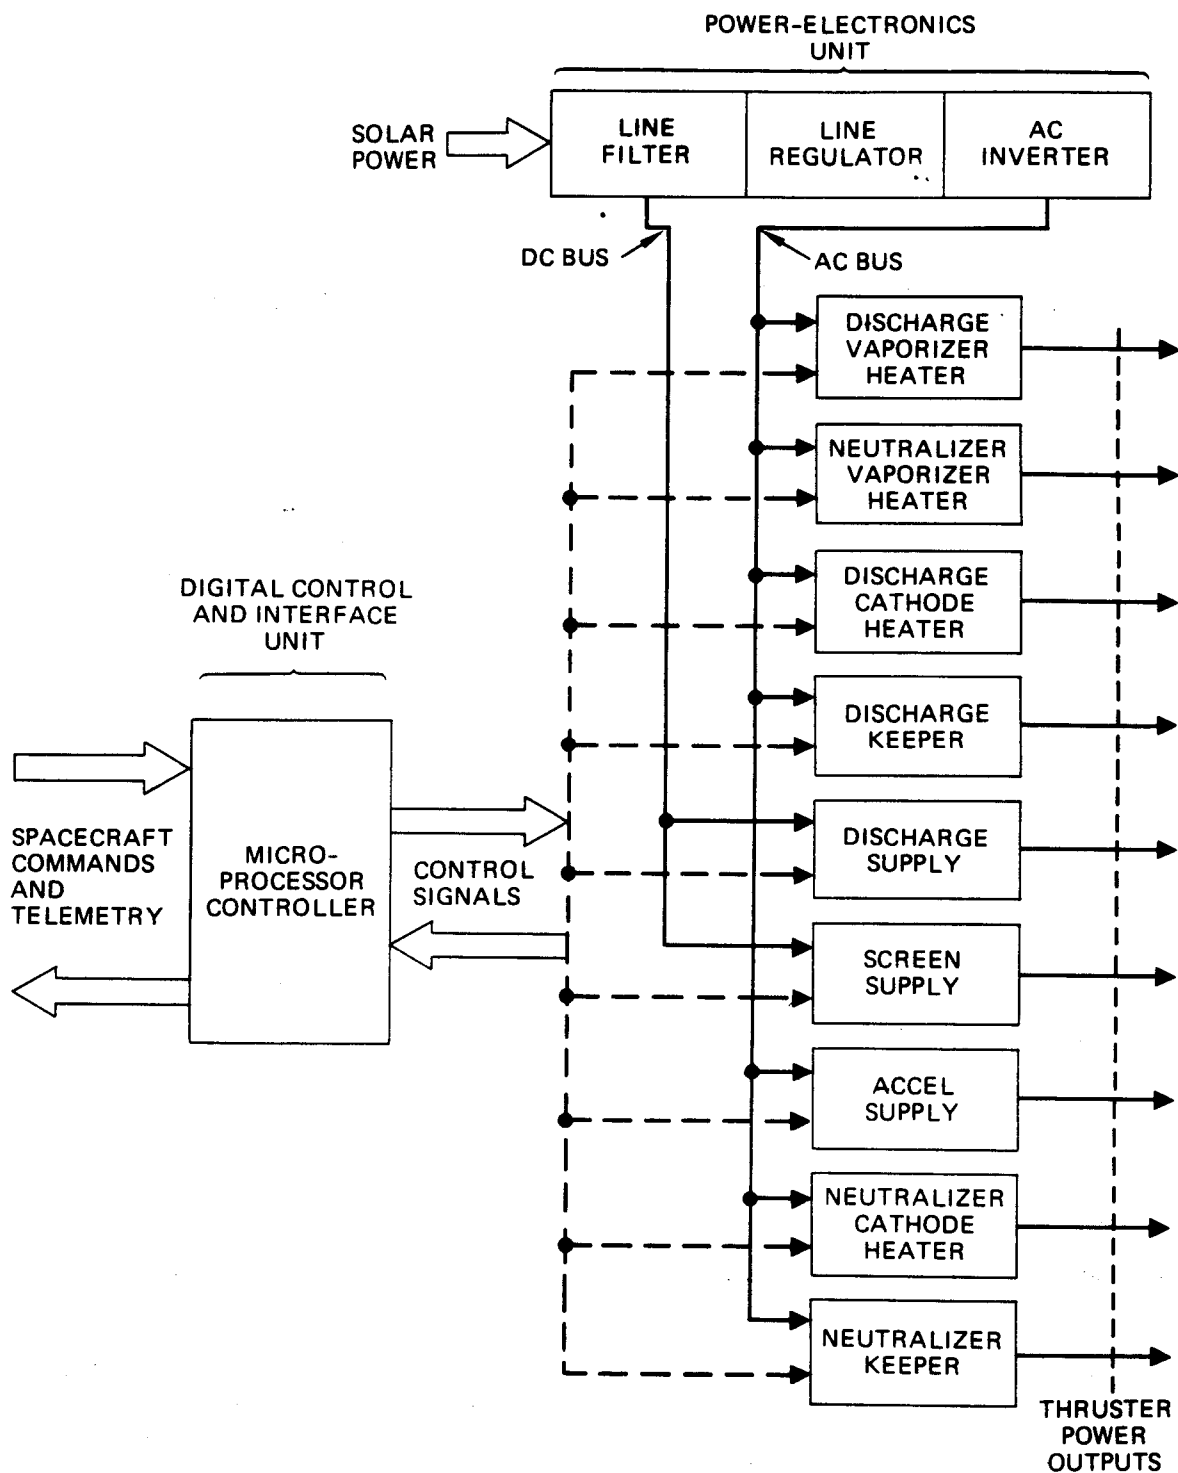 POWER-ELECTRONICS
UNIT
SOLAR
POWER
LINE
FILTER
LINE
REGULATOR
AC
INVERTER
DC BUS
AC BUS
DISCHARGE
VAPORIZER
HEATER
NEUTRALIZER
VAPORIZER
HEATER
DIGITAL CONTROL
AND INTERFACE
UNIT
DISCHARGE
CATHODE
HEATER
DISCHARGE
KEEPER
SPACECRAFT
COMMANDS
AND
TELEMETRY
MICRO-
PROCESSOR
CONTROLLER
CONTROL
SIGNALS
DISCHARGE
SUPPLY
SCREEN
SUPPLY
ACCEL
SUPPLY
NEUTRALIZER
CATHODE
HEATER
NEUTRALIZER
KEEPER
THRUSTER
POWER
OUTPUTS